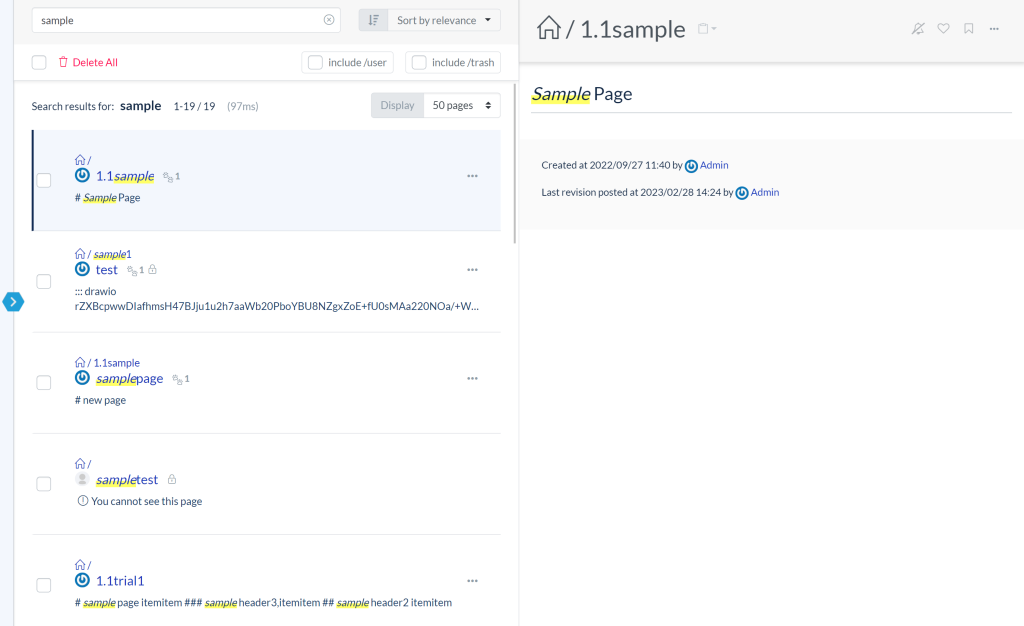 sample
Sort by relevance
Delete All
include /user
include /trash
Search results for: sample 1-19 / 19 (97ms)
Display
50 pages
/
1.1sample 1
# Sample Page
/ sample1
test 1
::: drawio
rZXBcpwwDIafhmsH47BJju1u2h7aaWb20PboYBU8NZgxZoE+fU0sMAa220NOa/+W...
/ 1.1sample
samplepage 1
# new page
/
sampletest
You cannot see this page
/
1.1trial1
# sample page itemitem ### sample header3,itemitem ## sample header2 itemitem
/ 1.1sample
Sample Page
Created at 2022/09/27 11:40 by Admin
Last revision posted at 2023/02/28 14:24 by Admin